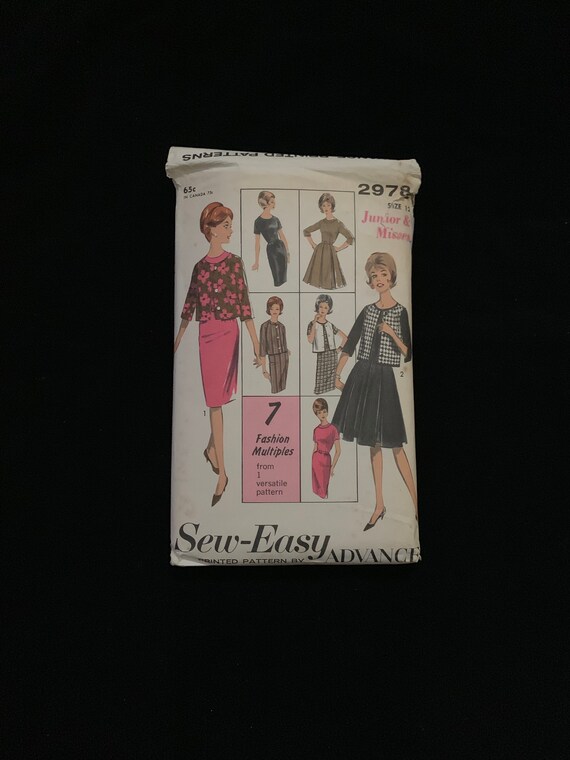 PRINTED PATTERNS
65¢
IN CANADA 75
2978
SIZE 12
Junior &
Misses
1
2
7
Fashion
Multiples
from
1
versatile
pattern
Sew-Easy
PRINTED PATTERN BY ADVANCE